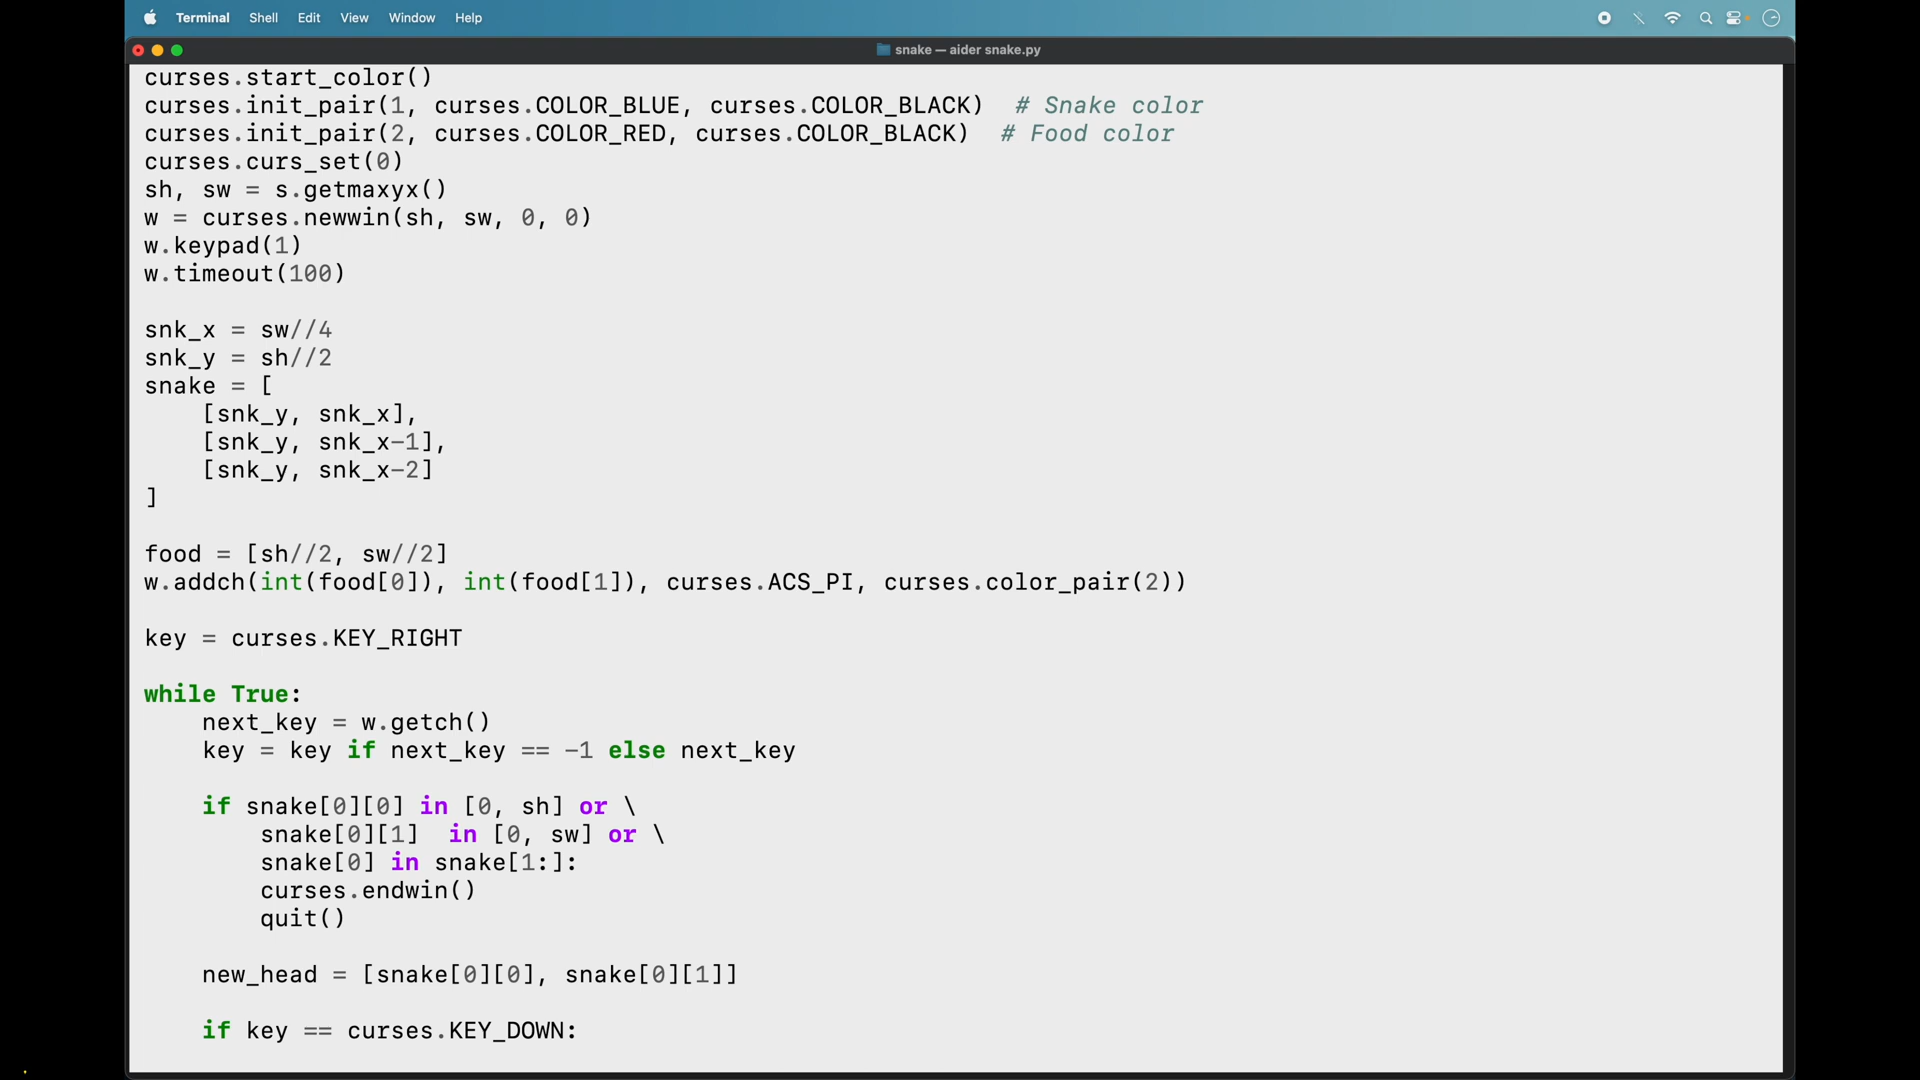 Terminal Shell Edit View Window Help
snake — aider snake.py
curses.start_color()
curses.init_pair(1, curses.COLOR_BLUE, curses.COLOR_BLACK)  # Snake color
curses.init_pair(2, curses.COLOR_RED, curses.COLOR_BLACK)  # Food color
curses.curs_set(0)
sh, sw = s.getmaxyx()
w = curses.newwin(sh, sw, 0, 0)
w.keypad(1)
w.timeout(100)
snk_x = sw//4
snk_y = sh//2
snake = [
    [snk_y, snk_x],
    [snk_y, snk_x-1],
    [snk_y, snk_x-2]
]
food = [sh//2, sw//2]
w.addch(int(food[0]), int(food[1]), curses.ACS_PI, curses.color_pair(2))
key = curses.KEY_RIGHT
while True:
    next_key = w.getch()
    key = key if next_key == -1 else next_key
    if snake[0][0] in [0, sh] or \
        snake[0][1]  in [0, sw] or \
        snake[0] in snake[1:]:
        curses.endwin()
        quit()
    new_head = [snake[0][0], snake[0][1]]
    if key == curses.KEY_DOWN: